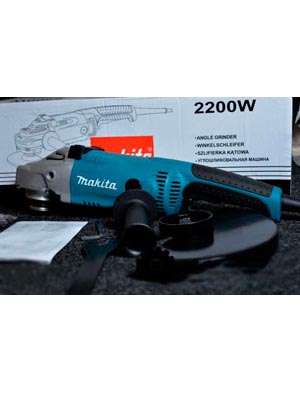 2200W
• ANGLE GRINDER
• WINKELSCHLEIFER
• SZLIFIERKA KĄTOWA
• УГЛОШЛИФОВАЛЬНАЯ МАШИНА
makita